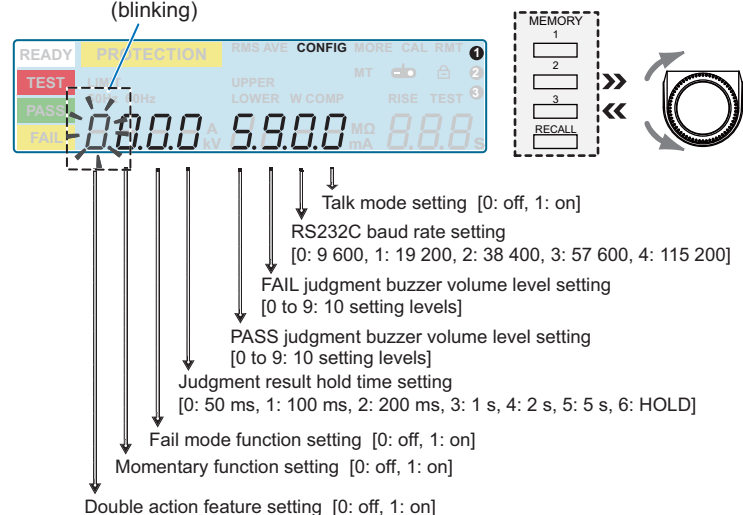 (blinking)
READY PROTECTION RMS AVE CONFIG MORE CAL RMT 1
TEST LIMIT UPPER MT 2
50Hz 60Hz LOWER W COMP RISE TEST 3
PASS
FAIL 0.0.0.0 A kV 5.9.0.0 MΩ mA 8.8.8 s
MEMORY
1
2
3
RECALL
Talk mode setting [0: off, 1: on]
RS232C baud rate setting
[0: 9 600, 1: 19 200, 2: 38 400, 3: 57 600, 4: 115 200]
FAIL judgment buzzer volume level setting
[0 to 9: 10 setting levels]
PASS judgment buzzer volume level setting
[0 to 9: 10 setting levels]
Judgment result hold time setting
[0: 50 ms, 1: 100 ms, 2: 200 ms, 3: 1 s, 4: 2 s, 5: 5 s, 6: HOLD]
Fail mode function setting [0: off, 1: on]
Momentary function setting [0: off, 1: on]
Double action feature setting [0: off, 1: on]